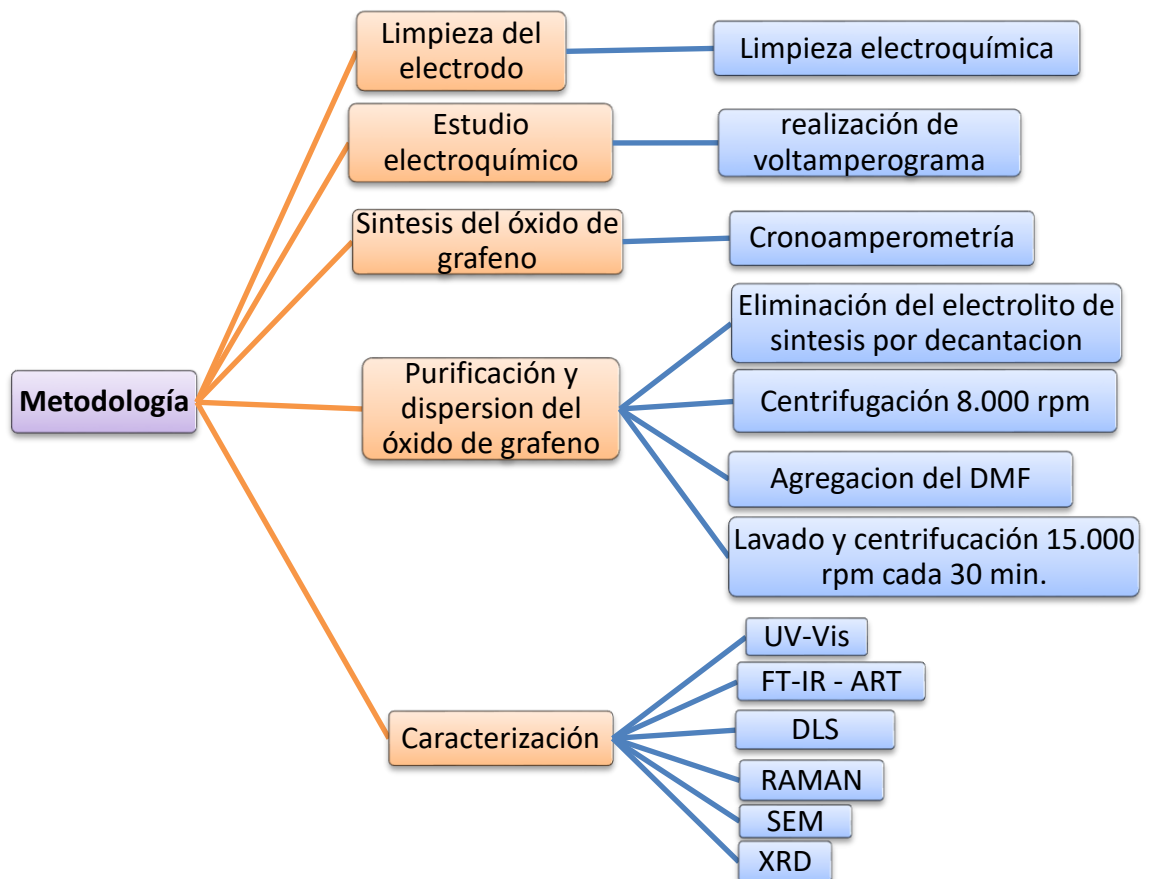 Metodología
Limpieza del
electrodo
Limpieza electroquímica
Estudio
electroquímico
realización de
voltamperograma
Sintesis del óxido de
grafeno
Cronoamperometría
Purificación y
dispersion del
óxido de grafeno
Eliminación del electrolito de
sintesis por decantacion
Centrifugación 8.000 rpm
Agregacion del DMF
Lavado y centrifucación 15.000
rpm cada 30 min.
Caracterización
UV-Vis
FT-IR - ART
DLS
RAMAN
SEM
XRD